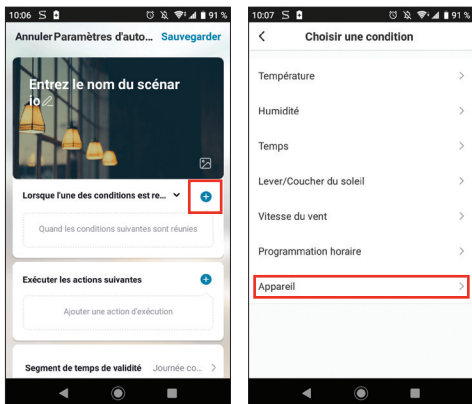 10:06 S 91 %
Annuler Paramètres d'auto... Sauvegarder
Entrez le nom du scénar
io
Lorsque l'une des conditions est re...
Quand les conditions suivantes sont réunies
Exécuter les actions suivantes
Ajouter une action d'exécution
Segment de temps de validité Journée co...
10:07 S 91 %
Choisir une condition
Température
Humidité
Temps
Lever/Coucher du soleil
Vitesse du vent
Programmation horaire
Appareil